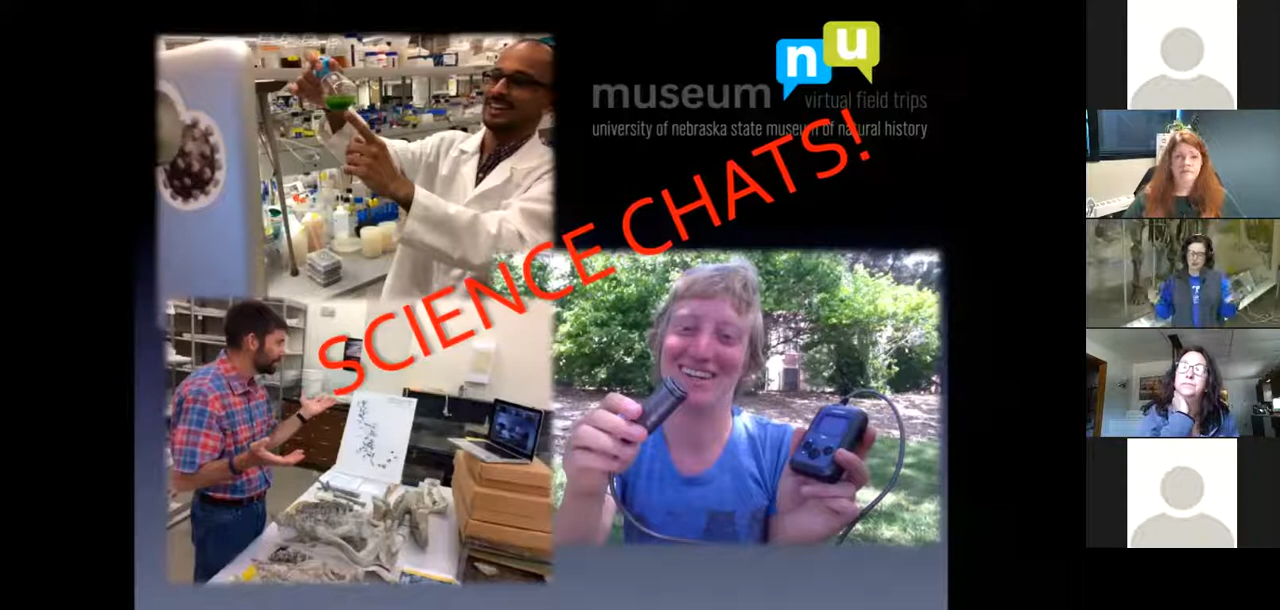 nu
museum virtual field trips
university of nebraska state museum of natural history
SCIENCE CHATS!